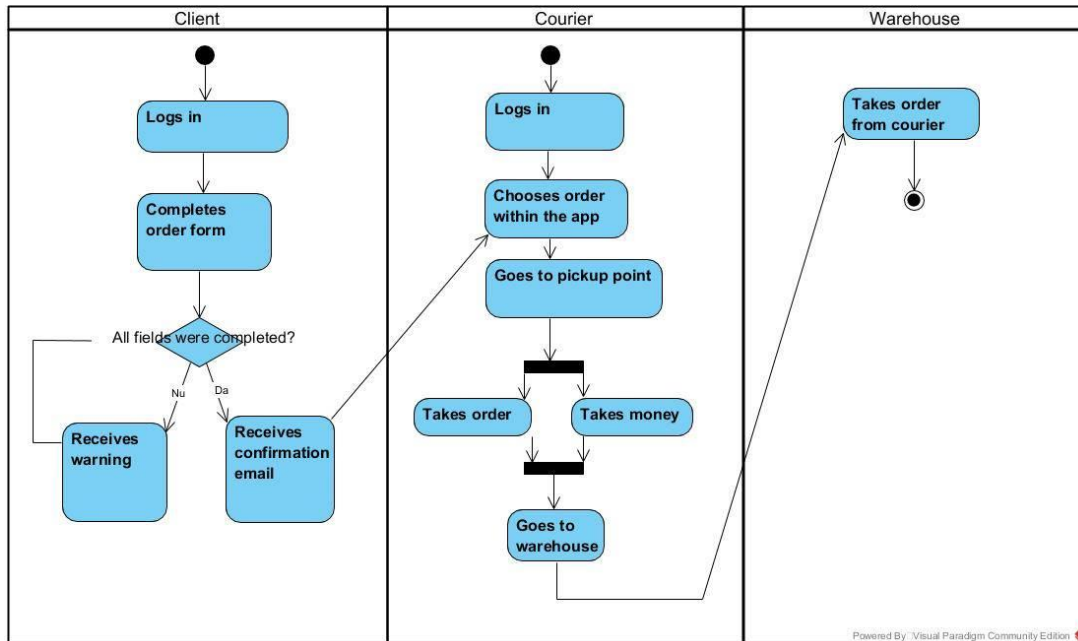 Client
Courier
Warehouse
Logs in
Completes
order form
All fields were completed?
Nu
Da
Receives
warning
Receives
confirmation
email
Logs in
Chooses order
within the app
Goes to pickup point
Takes order
Takes money
Goes to
warehouse
Takes order
from courier
Powered By Visual Paradigm Community Edition